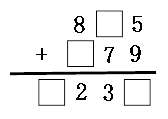 8 □ 5
+ □ 7 9
□ 2 3 □